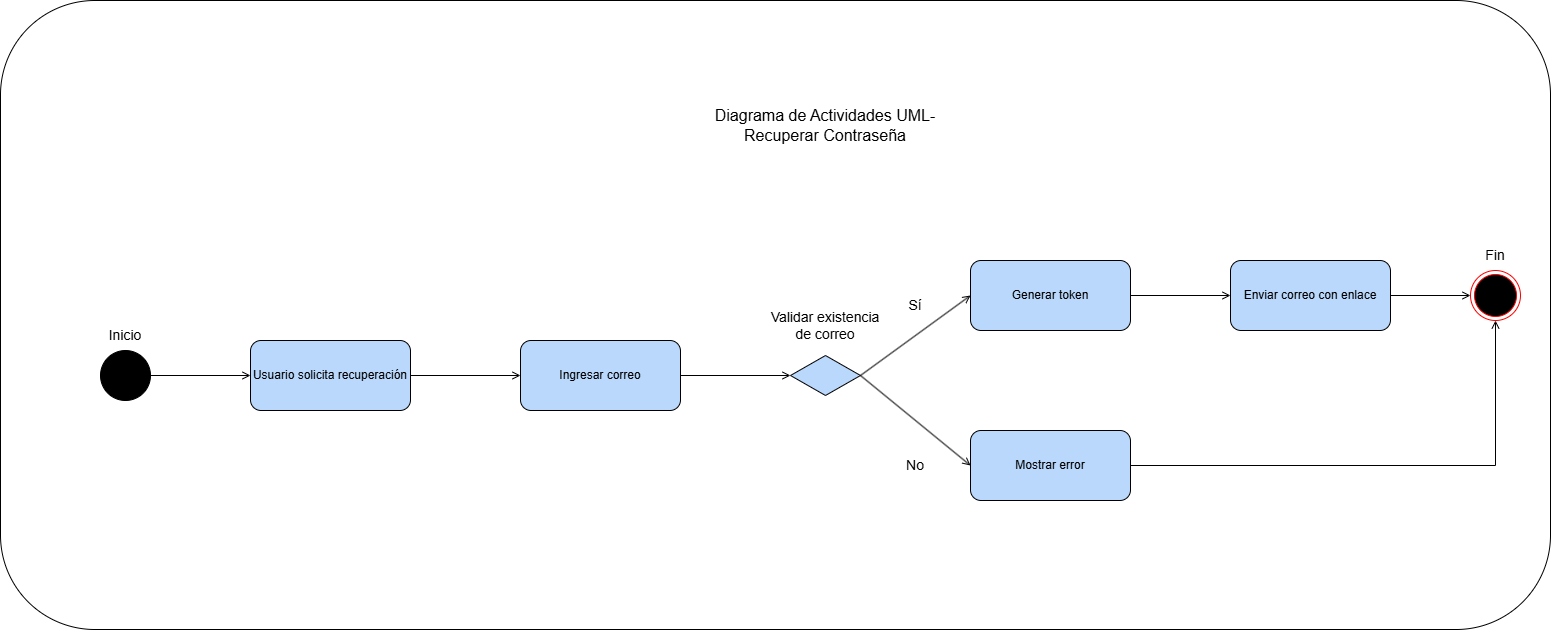 Diagrama de Actividades UML-
Recuperar Contraseña
Inicio
Usuario solicita recuperación
Ingresar correo
Validar existencia
de correo
Sí
No
Generar token
Enviar correo con enlace
Fin
Mostrar error